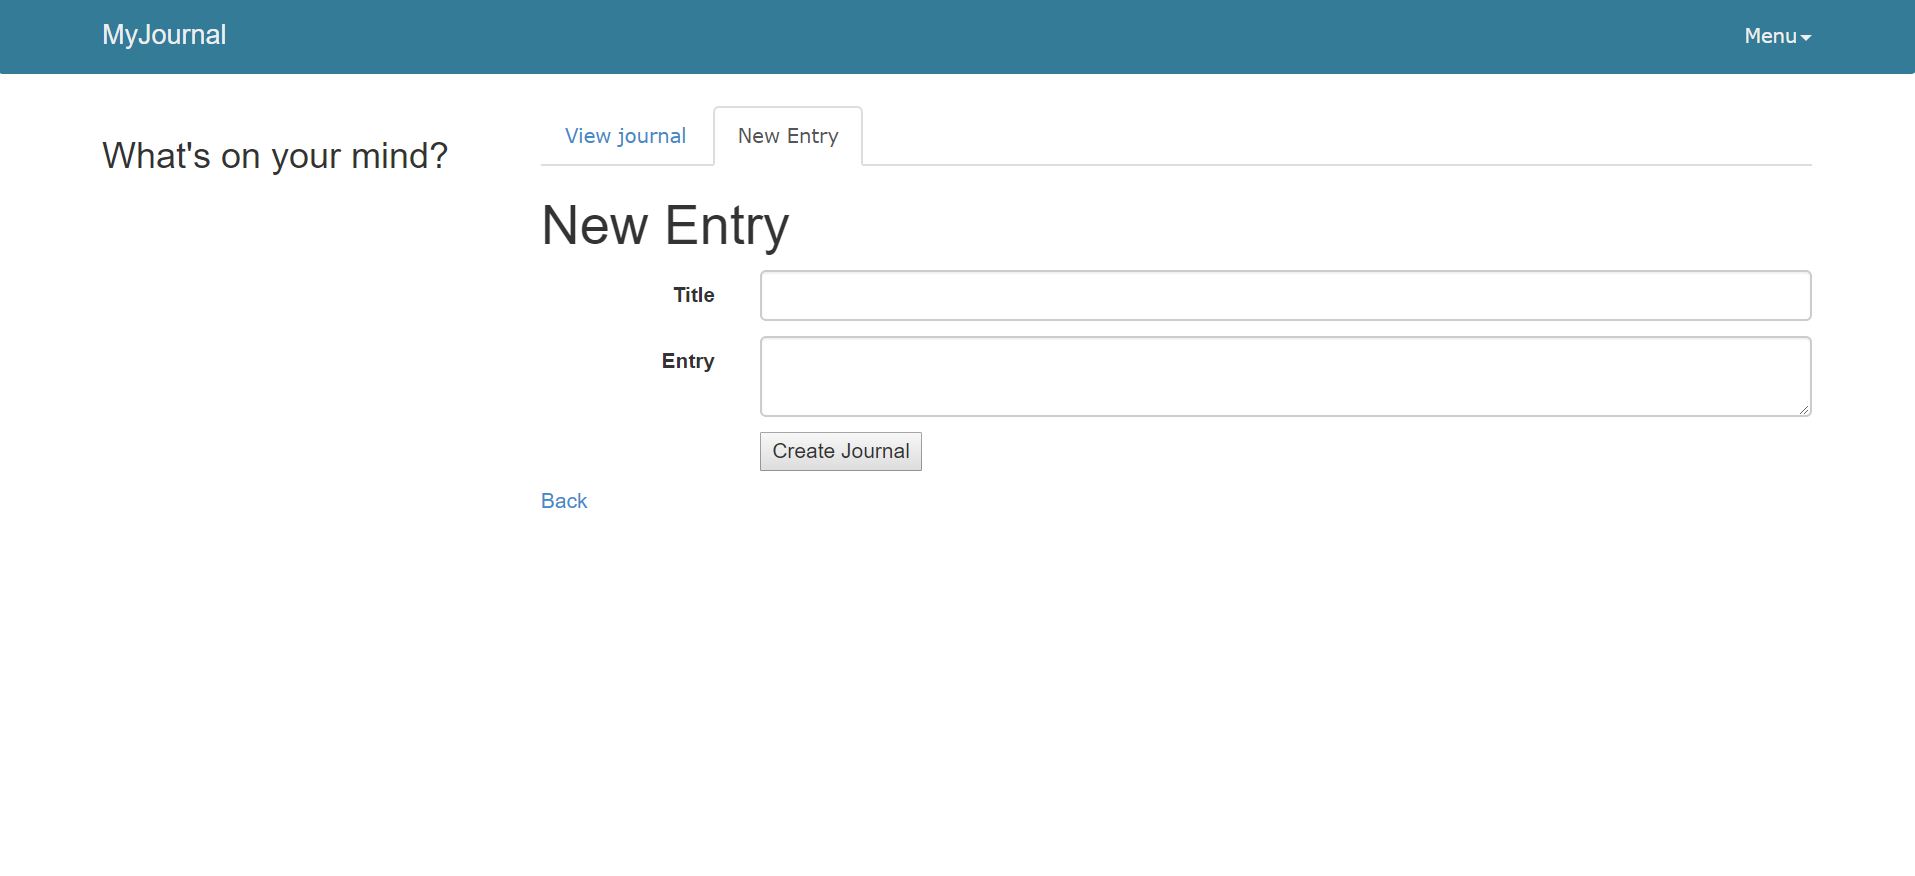 MyJournal
Menu
What's on your mind?
View journal
New Entry
New Entry
Title
Entry
Create Journal
Back